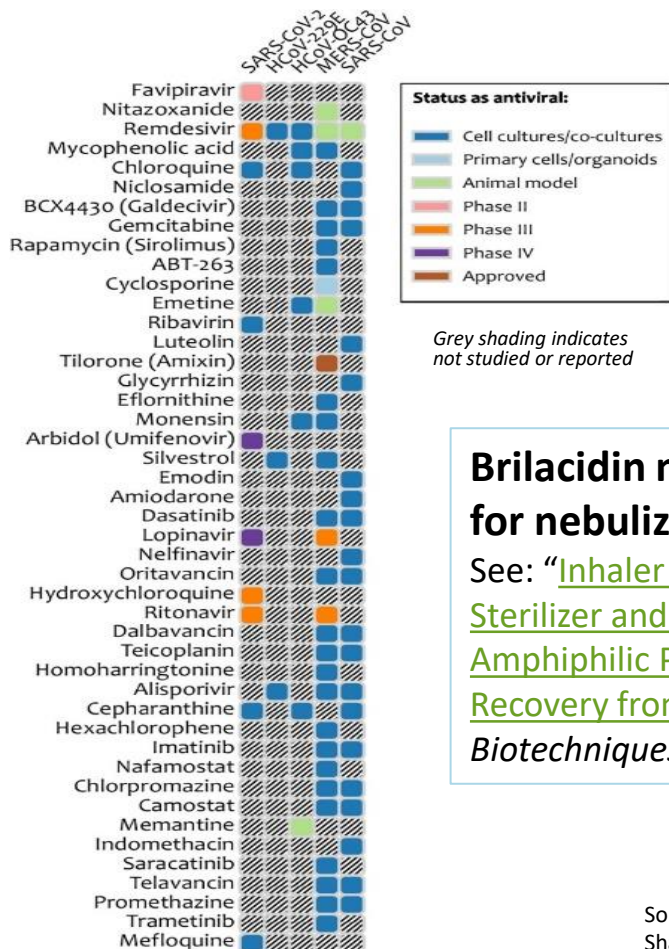 SARS-CoV-2
HCoV-229E
HCoV-OC43
MERS-CoV
SARS-CoV
Favipiravir
Nitazoxanide
Remdesivir
Mycophenolic acid
Chloroquine
Niclosamide
BCX4430 (Galdecivir)
Gemcitabine
Rapamycin (Sirolimus)
ABT-263
Cyclosporine
Emetine
Ribavirin
Luteolin
Tilorone (Amixin)
Glycyrrhizin
Eflornithine
Monensin
Arbidol (Umifenovir)
Silvestrol
Emodin
Amiodarone
Dasatinib
Lopinavir
Nelfinavir
Oritavancin
Hydroxychloroquine
Ritonavir
Dalbavancin
Teicoplanin
Homoharringtonine
Alisporivir
Cepharanthine
Hexachlorophene
Imatinib
Nafamostat
Chlorpromazine
Camostat
Memantine
Indomethacin
Saracatinib
Telavancin
Promethazine
Trametinib
Mefloquine
Status as antiviral:
Cell cultures/co-cultures
Primary cells/organoids
Animal model
Phase II
Phase III
Phase IV
Approved
Grey shading indicates
not studied or reported
Brilacidin
for nebuliz
See: “Inhaler
Sterilizer and
Amphiphilic
Recovery from
Biotechniques
So
Sh